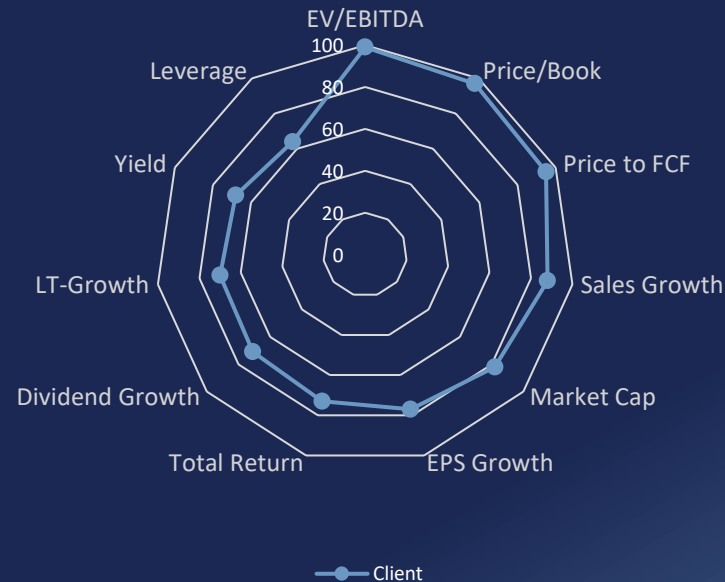 EV/EBITDA
100
Leverage
Price/Book
80
60
Yield
Price to FCF
40
20
0
LT-Growth
Sales Growth
Dividend Growth
Market Cap
Total Return
EPS Growth
Client